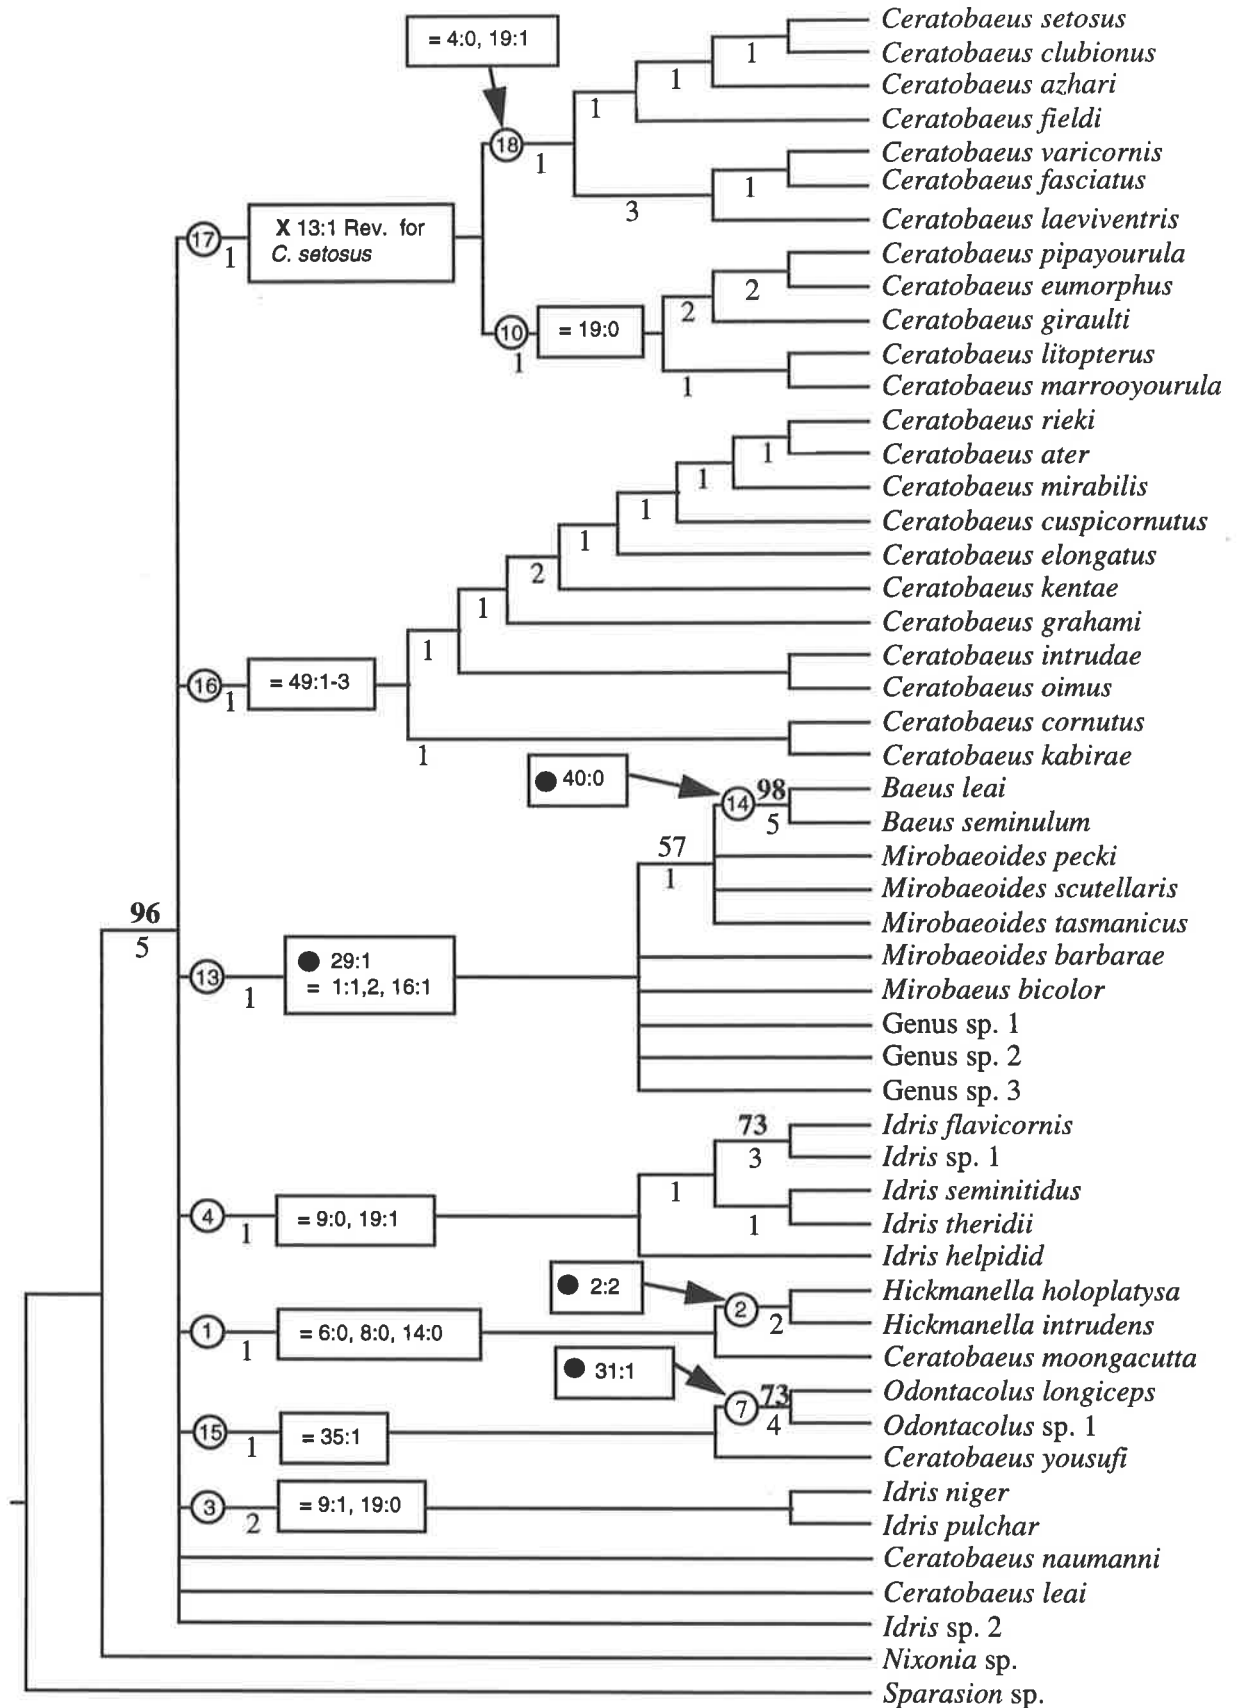 = 4:0, 19:1
Ceratobaeus setosus
1
Ceratobaeus clubionus
1
Ceratobaeus azhari
1
Ceratobaeus fieldi
18
1
Ceratobaeus varicornis
1
Ceratobaeus fasciatus
3
Ceratobaeus laeviventris
17
1
X 13:1 Rev. for
C. setosus
Ceratobaeus pipayourula
2
Ceratobaeus eumorphus
2
Ceratobaeus giraulti
10
1
= 19:0
Ceratobaeus litopterus
1
Ceratobaeus marrooyourula
Ceratobaeus rieki
1
Ceratobaeus ater
1
Ceratobaeus mirabilis
1
Ceratobaeus cuspicornutus
1
Ceratobaeus elongatus
2
Ceratobaeus kentae
1
Ceratobaeus grahami
1
Ceratobaeus intrudae
16
1
= 49:1-3
Ceratobaeus oimus
Ceratobaeus cornutus
1
Ceratobaeus kabirae
40:0
14
98
5
Baeus leai
Baeus seminulum
57
1
Mirobaeoides pecki
Mirobaeoides scutellaris
96
5
Mirobaeoides tasmanicus
Mirobaeoides barbarae
13
1
29:1
= 1:1,2, 16:1
Mirobaeus bicolor
Genus sp. 1
Genus sp. 2
Genus sp. 3
73
3
Idris flavicornis
Idris sp. 1
1
Idris seminitidus
4
1
= 9:0, 19:1
1
Idris theridii
Idris helpidid
2:2
2
2
Hickmanella holoplatysa
1
1
= 6:0, 8:0, 14:0
Hickmanella intrudens
Ceratobaeus moongacutta
31:1
7
73
4
Odontacolus longiceps
15
1
= 35:1
Odontacolus sp. 1
Ceratobaeus yousufi
3
2
= 9:1, 19:0
Idris niger
Idris pulchar
Ceratobaeus naumanni
Ceratobaeus leai
Idris sp. 2
Nixonia sp.
Sparasion sp.